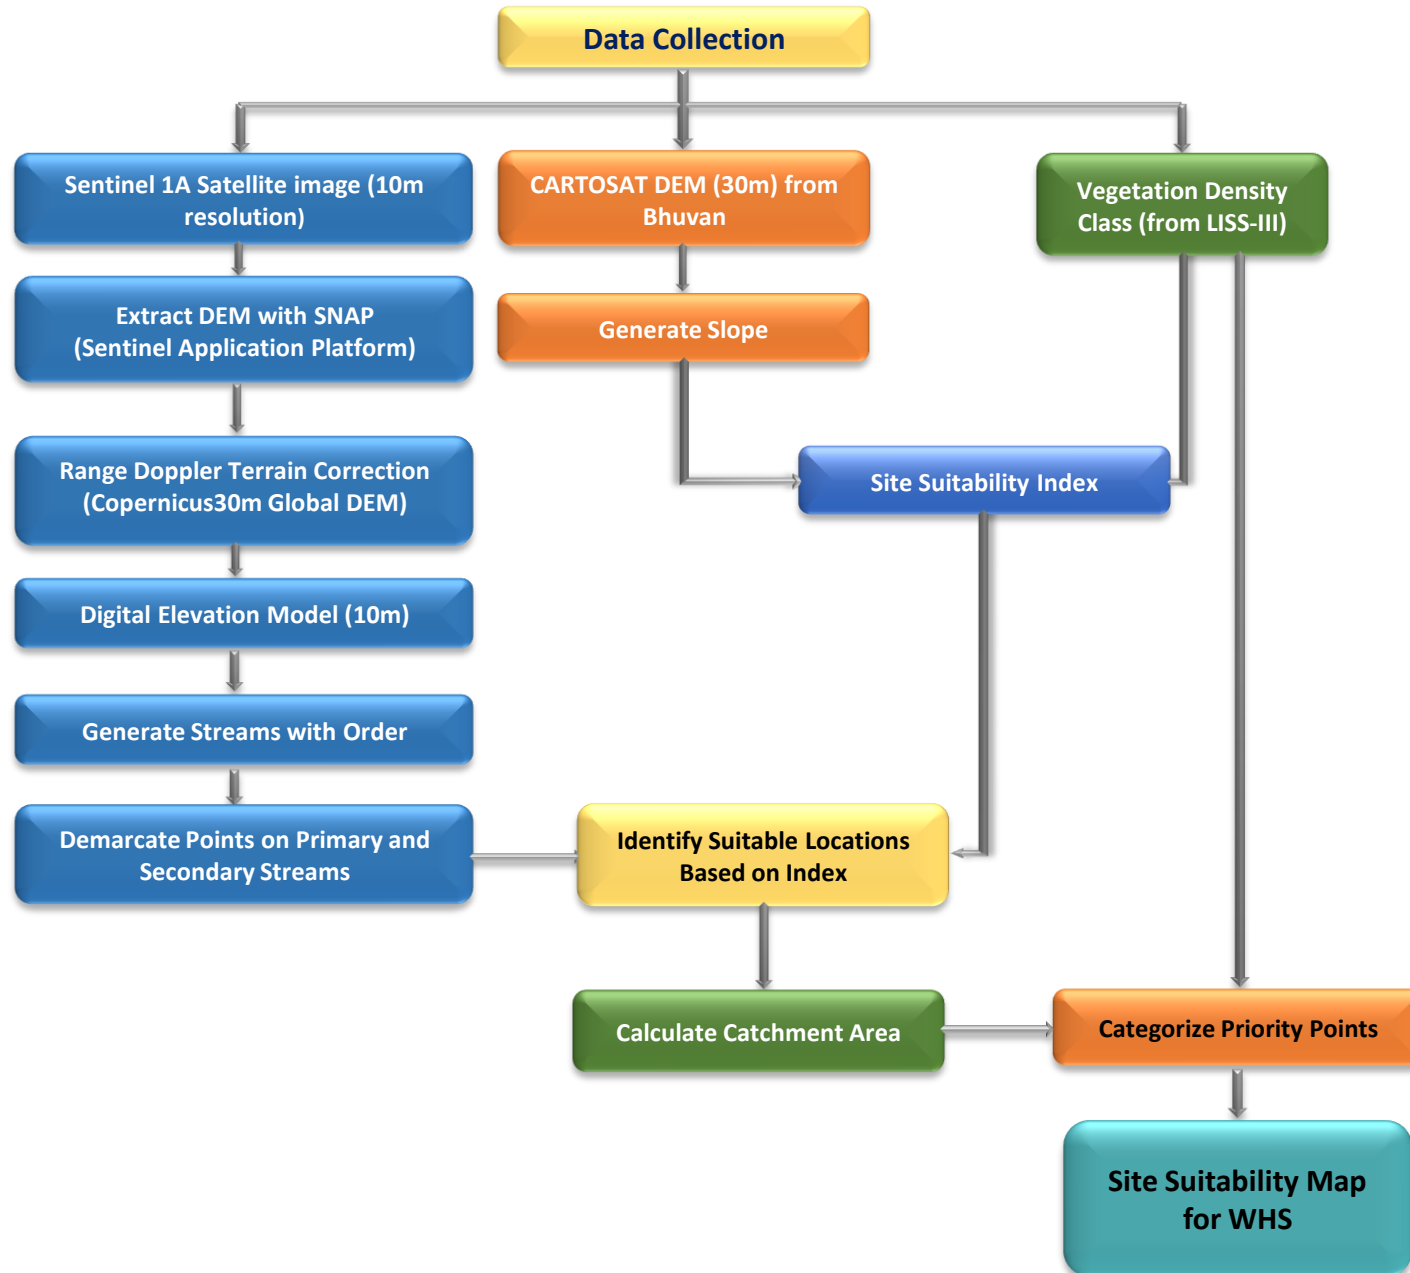 Data Collection
Sentinel 1A Satellite image (10m
resolution)
CARTOSAT DEM (30m) from
Bhuvan
Vegetation Density
Class (from LISS-III)
Extract DEM with SNAP
(Sentinel Application Platform)
Generate Slope
Range Doppler Terrain Correction
(Copernicus30m Global DEM)
Site Suitability Index
Digital Elevation Model (10m)
Generate Streams with Order
Demarcate Points on Primary and
Secondary Streams
Identify Suitable Locations
Based on Index
Calculate Catchment Area
Categorize Priority Points
Site Suitability Map
for WHS